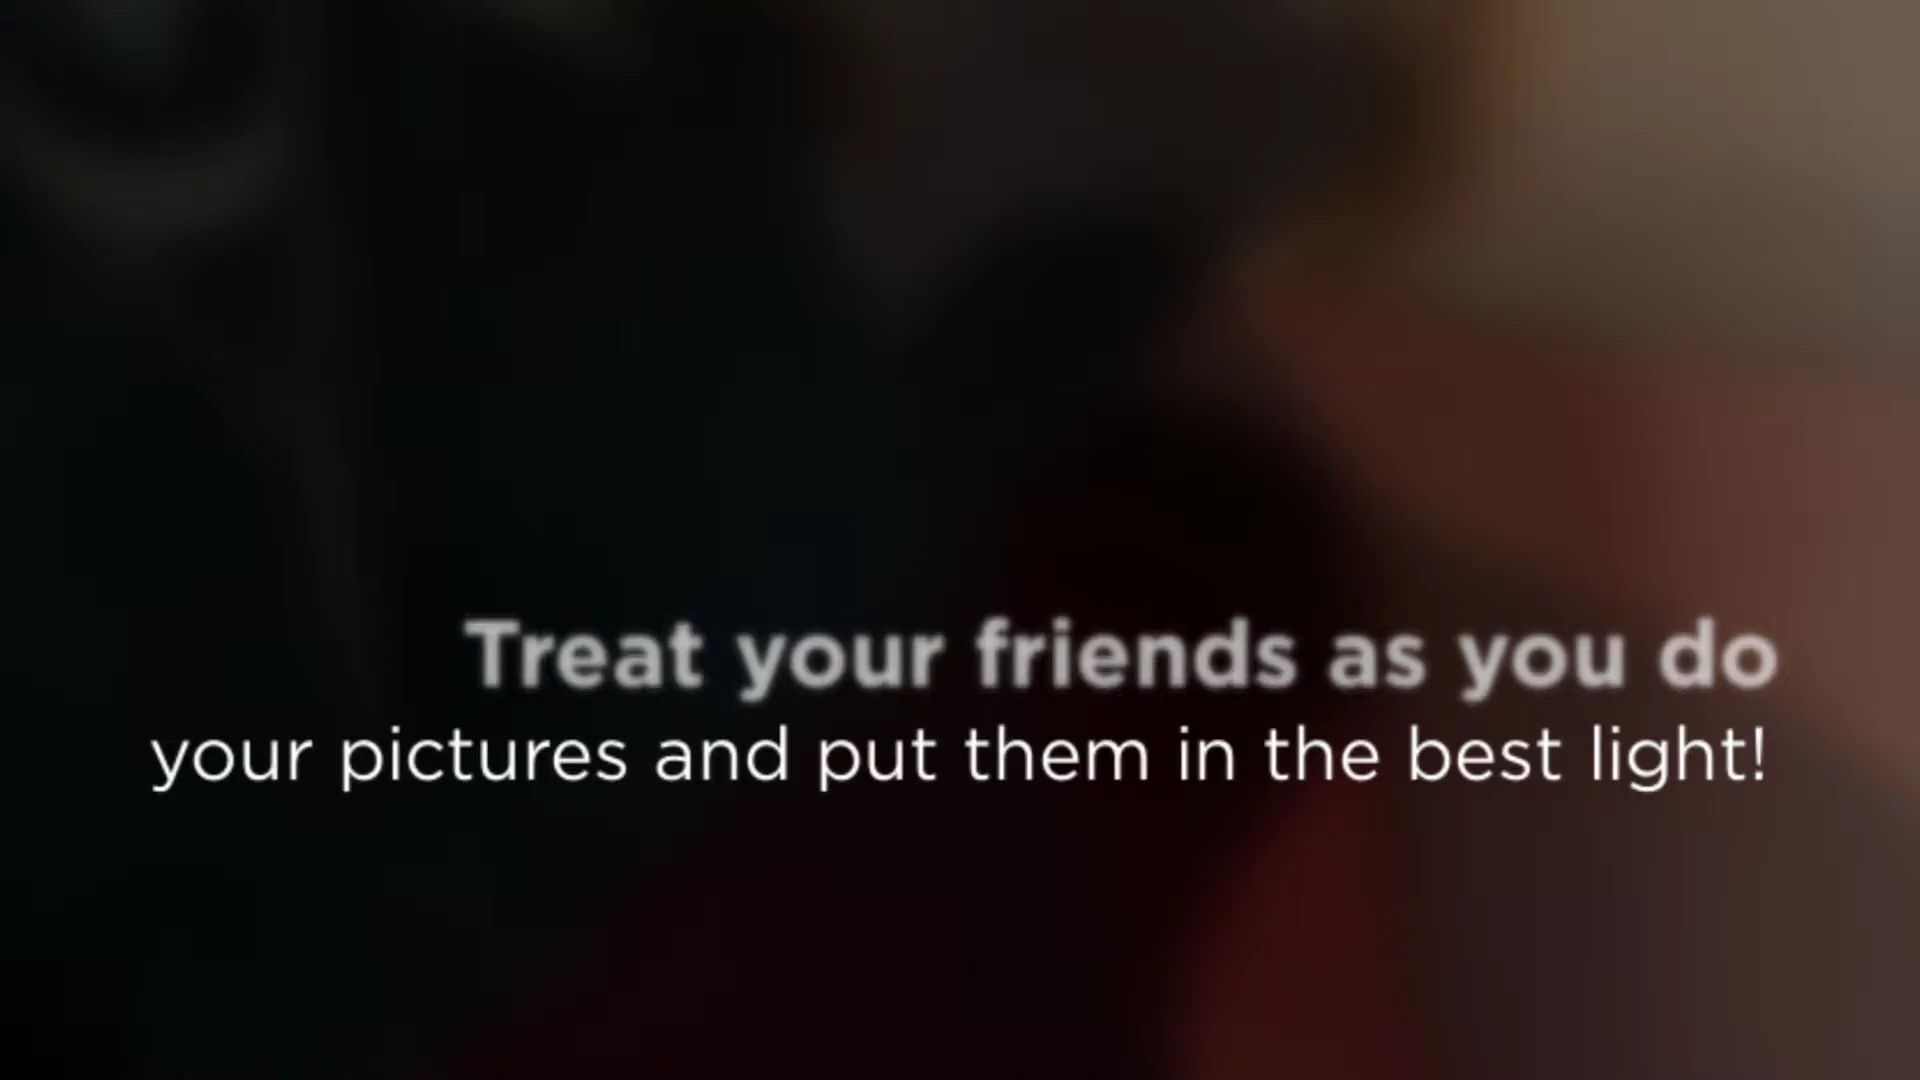 Treat your friends as you do
your pictures and put them in the best light!